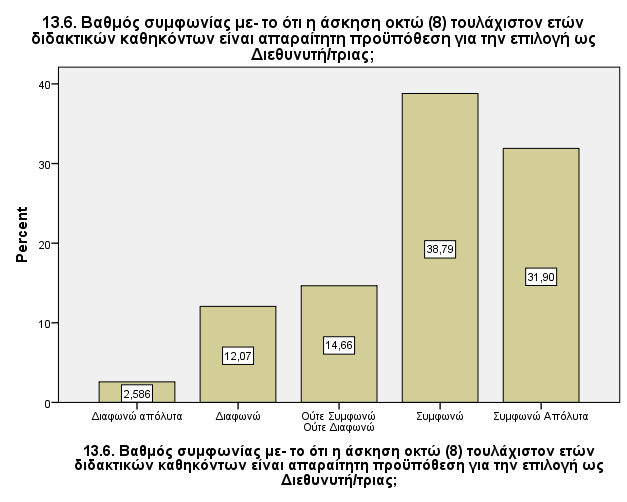 13.6. Βαθμός συμφωνίας με- το ότι η άσκηση οκτώ (8) τουλάχιστον ετών
διδακτικών καθηκόντων είναι απαραίτητη προϋπόθεση για την επιλογή ως
Διευθυντή/τριας;
Percent
40
30
20
10
0
2,586
12,07
14,66
38,79
31,90
Διαφωνώ απόλυτα
Διαφωνώ
Ούτε Συμφωνώ
Ούτε Διαφωνώ
Συμφωνώ
Συμφωνώ Απόλυτα
13.6. Βαθμός συμφωνίας με- το ότι η άσκηση οκτώ (8) τουλάχιστον ετών
διδακτικών καθηκόντων είναι απαραίτητη προϋπόθεση για την επιλογή ως
Διευθυντή/τριας;